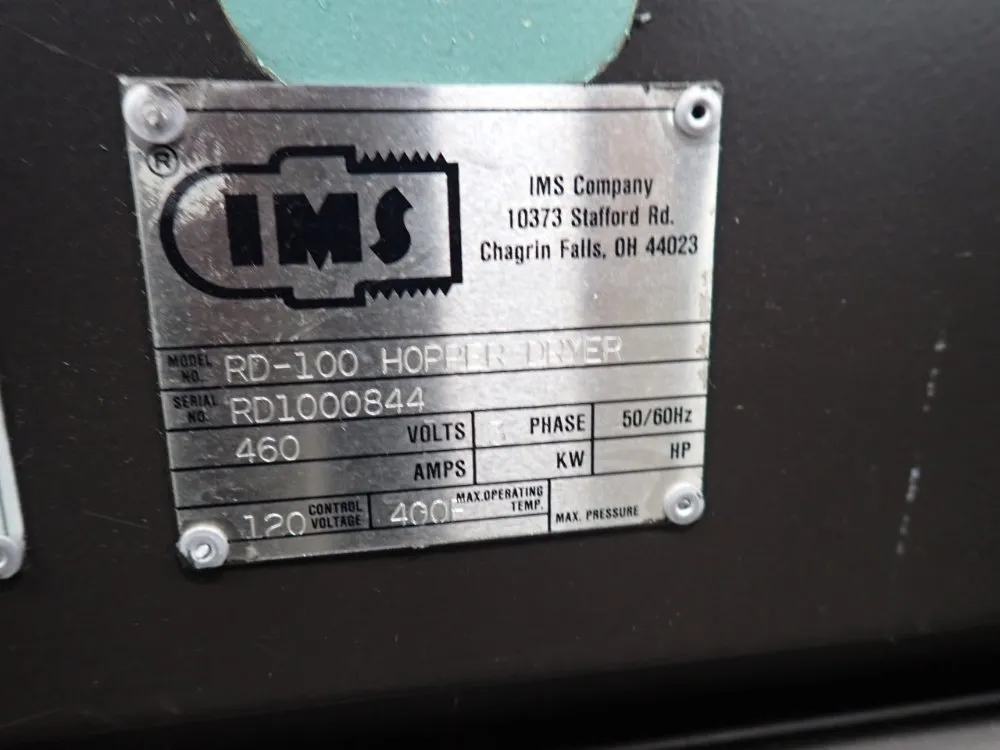 ®
IMS
IMS Company
10373 Stafford Rd.
Chagrin Falls, OH 44023
MODEL NO. RD-100 HOPPER DRYER
SERIAL NO. RD1000844
460 VOLTS PHASE 50/60Hz
AMPS KW HP
120 CONTROL VOLTAGE 400F MAX. OPERATING TEMP. MAX. PRESSURE